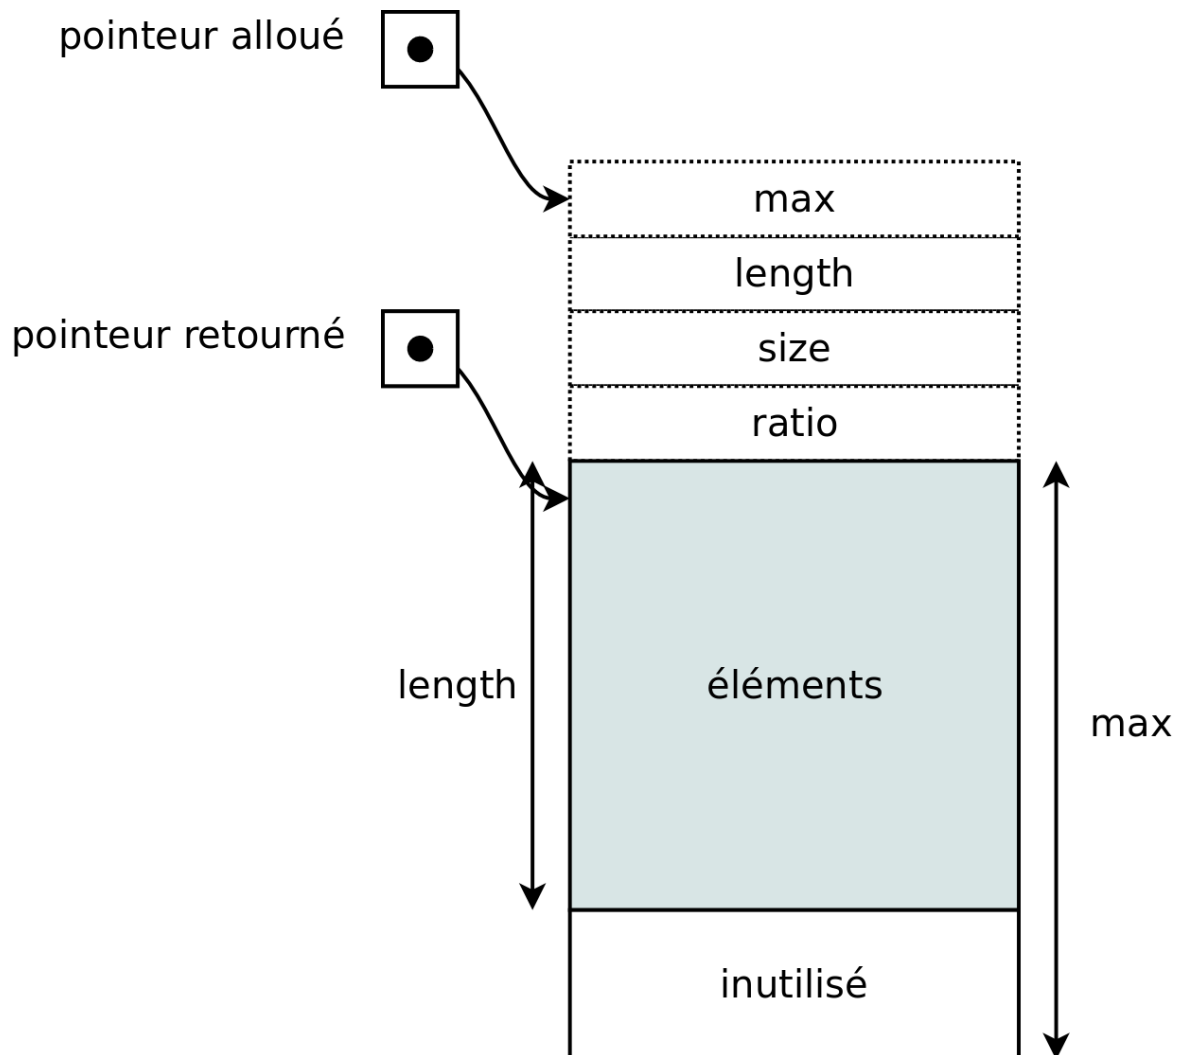 pointeur alloué
max
length
size
pointeur retourné
ratio
length
éléments
max
inutilisé